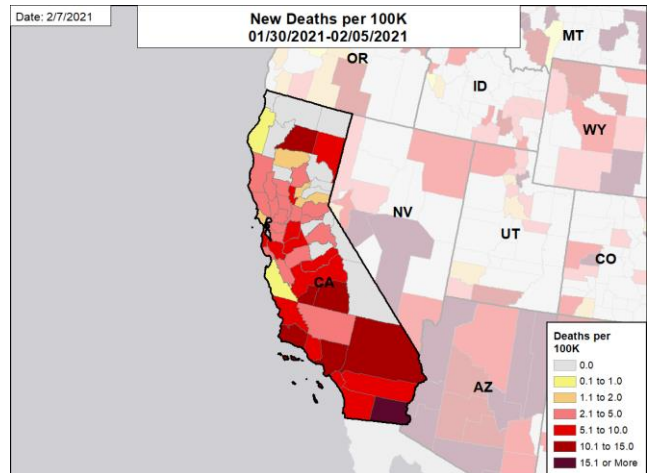 Date: 2/7/2021
New Deaths per 100K
01/30/2021-02/05/2021
MT
OR
ID
WY
NV
UT
CO
CA
AZ
Deaths per
100K
0.0
0.1 to 1.0
1.1 to 2.0
2.1 to 5.0
5.1 to 10.0
10.1 to 15.0
15.1 or More